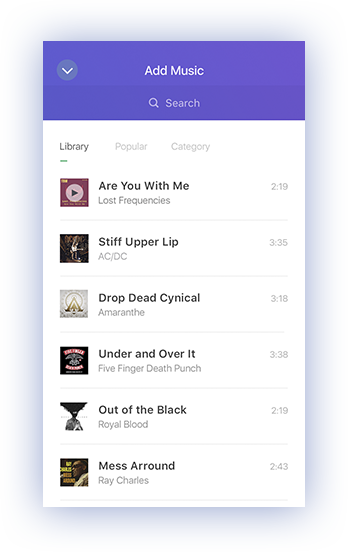 Add Music
Search
Library Popular Category
Are You With Me 2:19
Lost Frequencies
Stiff Upper Lip 3:35
AC/DC
Drop Dead Cynical 3:18
Amaranthe
Under and Over It 3:38
Five Finger Death Punch
Out of the Black 2:19
Royal Blood
Mess Arround 2:43
Ray Charles